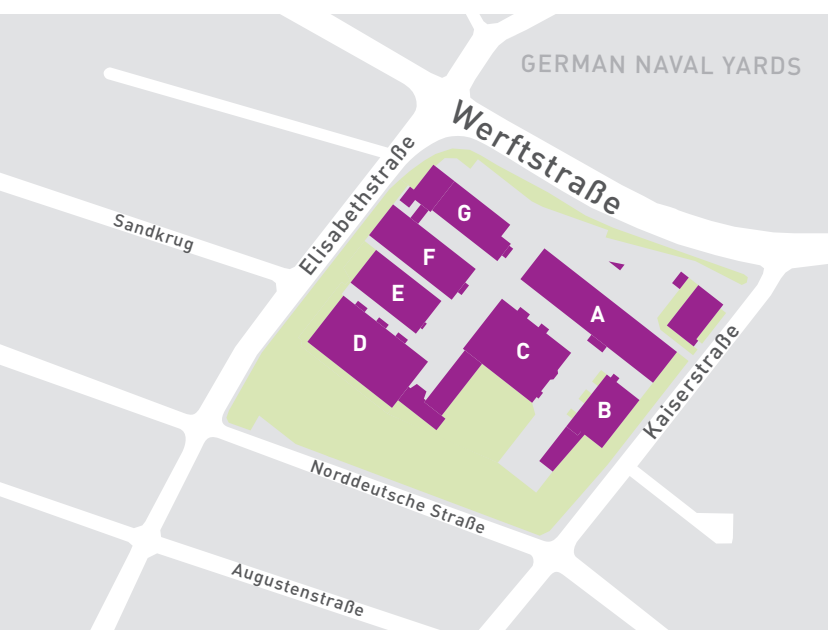 GERMAN NAVAL YARDS
Werftstraße
Elisabethstraße
Sandkrug
G
F
E
D
A
C
B
Kaiserstraße
Norddeutsche Straße
Augustenstraße